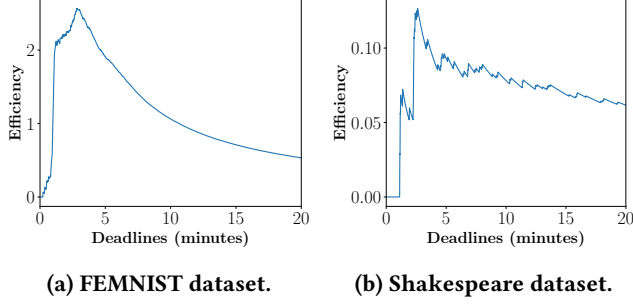 2
1
0
Efficiency
0 5 10 15 20
Deadlines (minutes)
(a) FEMNIST dataset.
0.10
0.05
0.00
Efficiency
0 5 10 15 20
Deadlines (minutes)
(b) Shakespeare dataset.